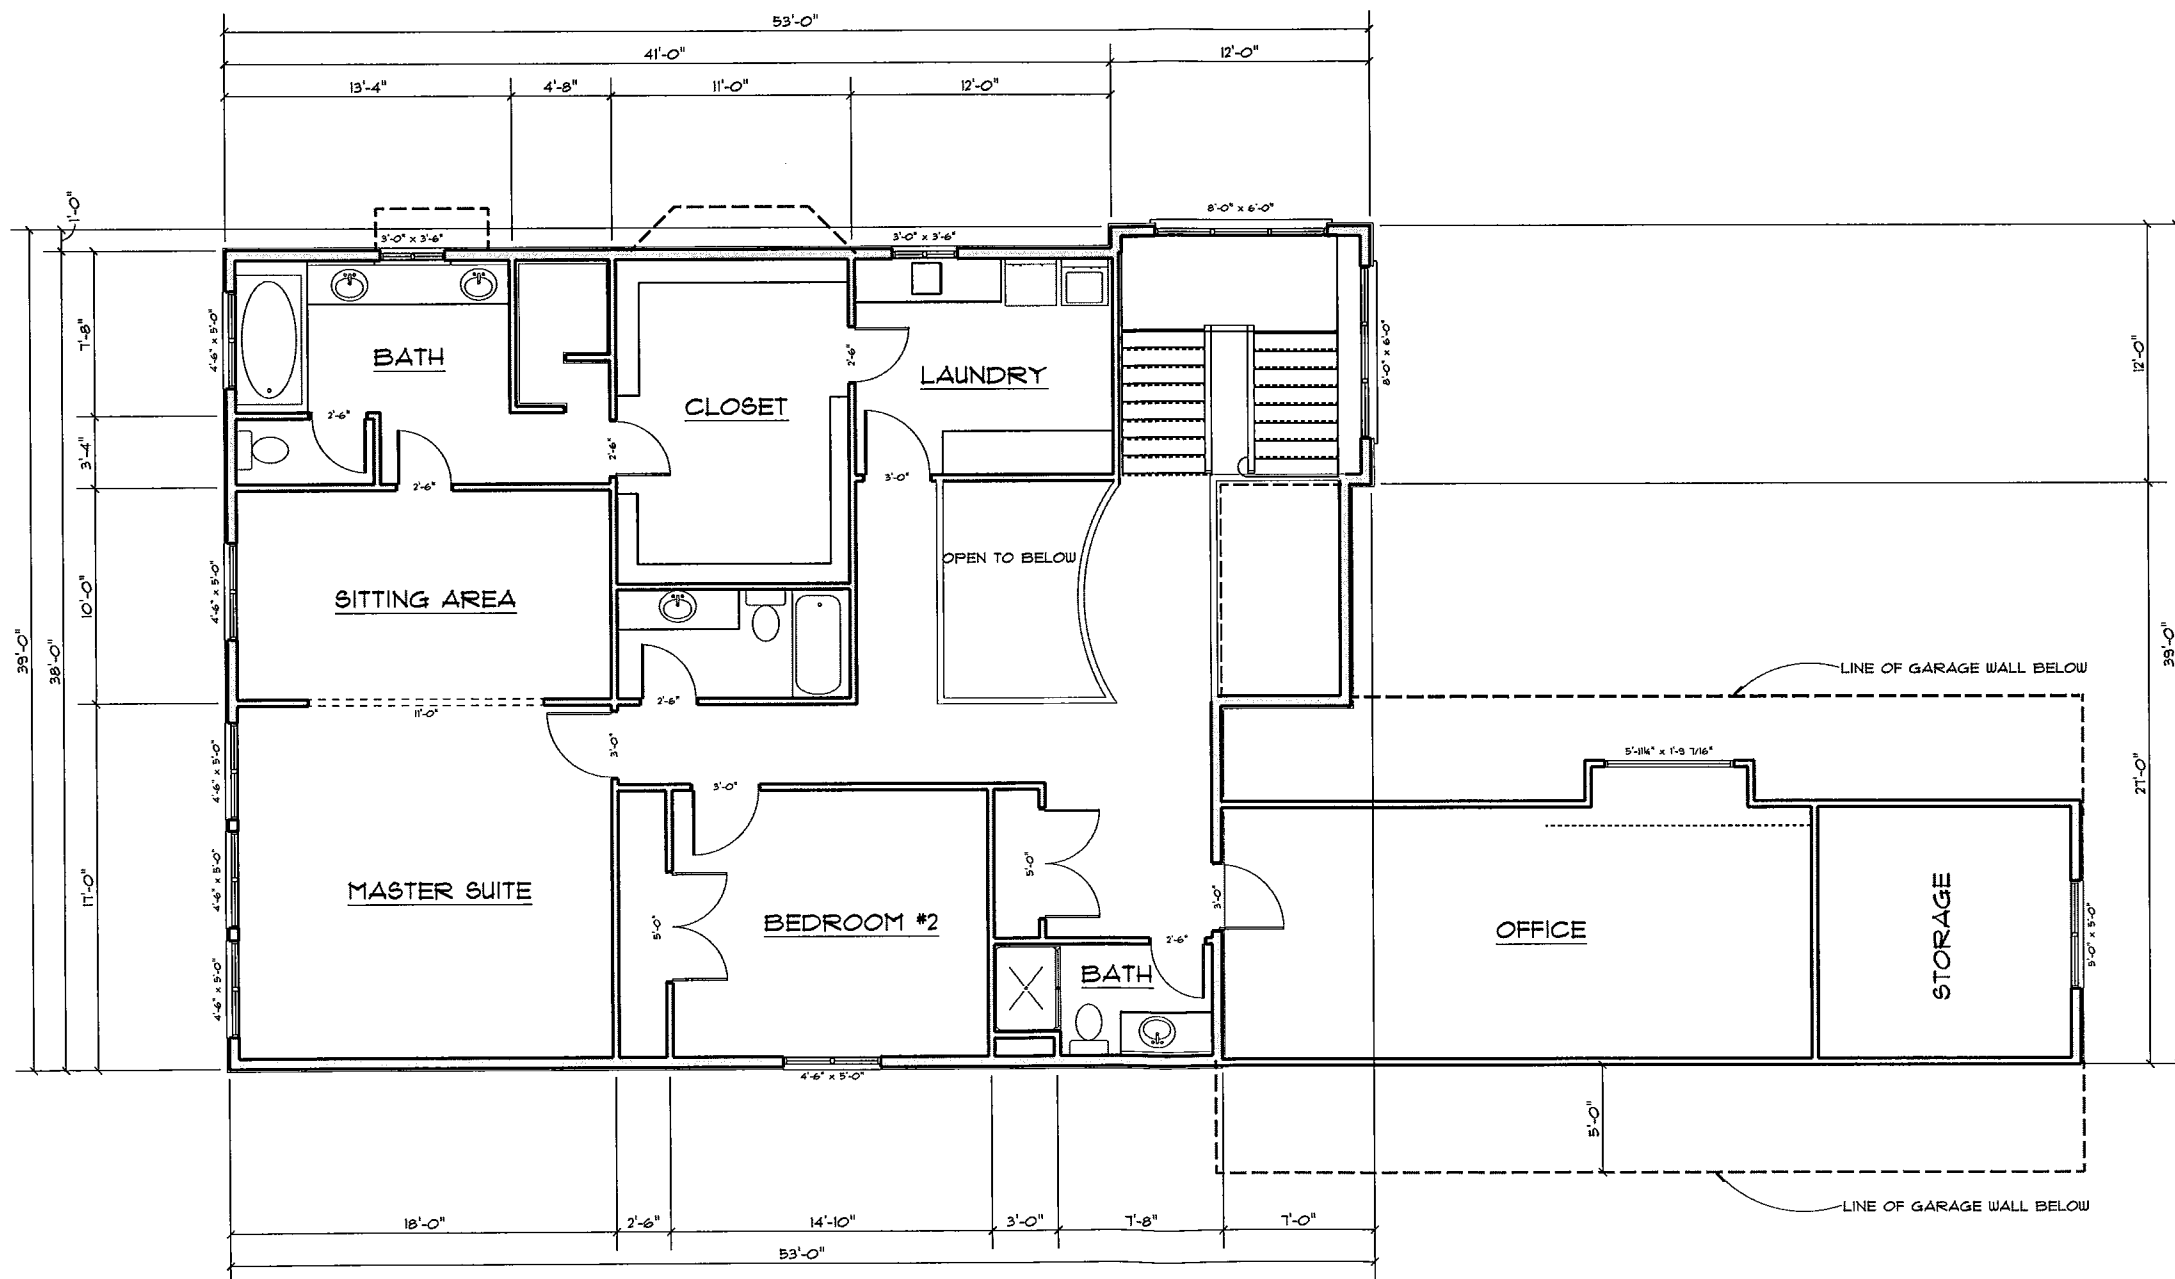 53'-0"
41'-0"
12'-0"
13'-4"
4'-8"
11'-0"
12'-0"
1'-0"
8'-0" x 6'-0"
3'-0" x 3'-6"
3'-0" x 3'-6"
7'-8"
4'-6" x 5'-0"
BATH
2'-6"
LAUNDRY
8'-0" x 6'-0"
12'-0"
CLOSET
2'-6"
3'-4"
2'-6"
2'-6"
3'-0"
OPEN TO BELOW
10'-0"
4'-6" x 5'-0"
SITTING AREA
39'-0"
38'-0"
39'-0"
LINE OF GARAGE WALL BELOW
2'-6"
11'-0"
3'-0"
5'-11¼" x 1'-9 7/16"
4'-6" x 5'-0"
3'-0"
27'-0"
17'-0"
4'-6" x 5'-0"
MASTER SUITE
5'-0"
BEDROOM #2
5'-0"
3'-0"
OFFICE
STORAGE
5'-0" x 5'-0"
2'-6"
BATH
4'-6" x 5'-0"
4'-6" x 5'-0"
5'-0"
LINE OF GARAGE WALL BELOW
18'-0"
2'-6"
14'-10"
3'-0"
7'-8"
7'-0"
53'-0"